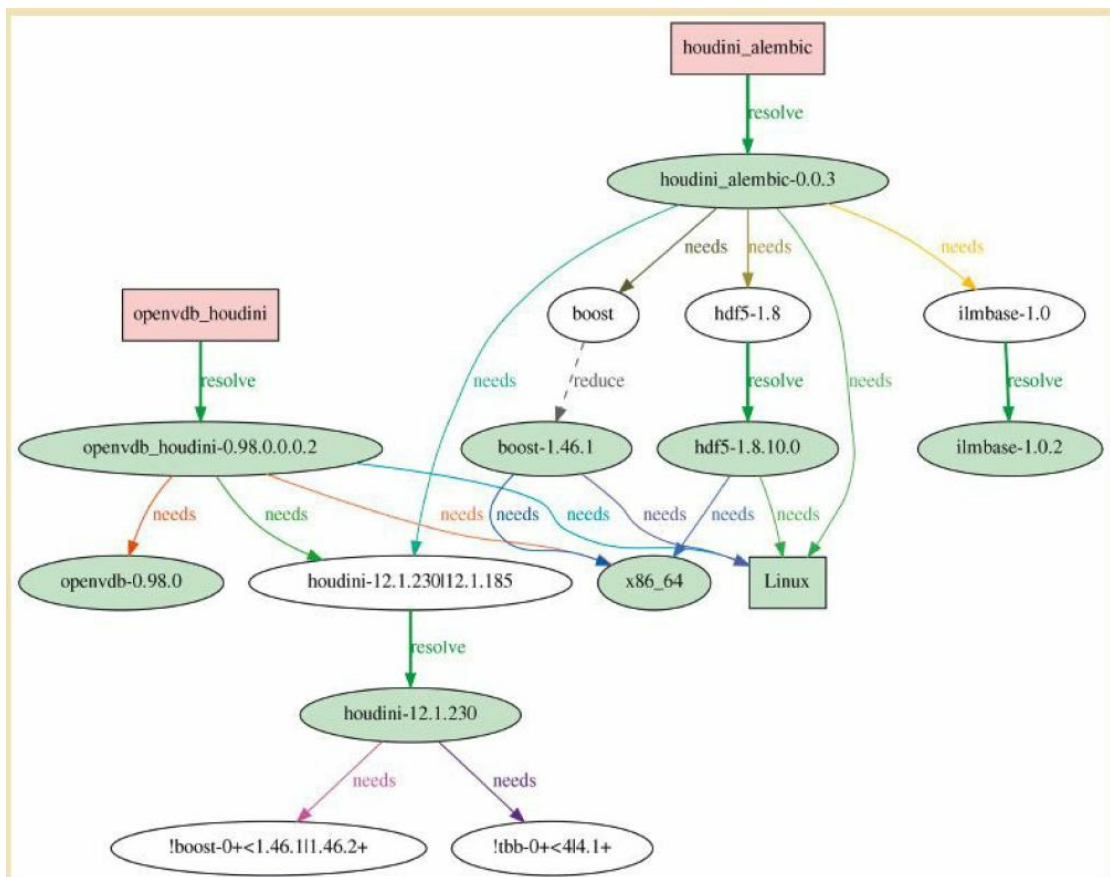 houdini_alembic
resolve
houdini_alembic-0.0.3
needs
needs
needs
openvdb_houdini
boost
hdf5-1.8
ilmbase-1.0
resolve
needs
reduce
resolve
needs
resolve
openvdb_houdini-0.98.0.0.0.2
boost-1.46.1
hdf5-1.8.10.0
ilmbase-1.0.2
needs
needs
needs
needs
needs
needs
needs
needs
openvdb-0.98.0
houdini-12.1.230|12.1.185
x86_64
Linux
resolve
houdini-12.1.230
needs
needs
!boost-0+<1.46.1|1.46.2+
!tbb-0+<4|4.1+